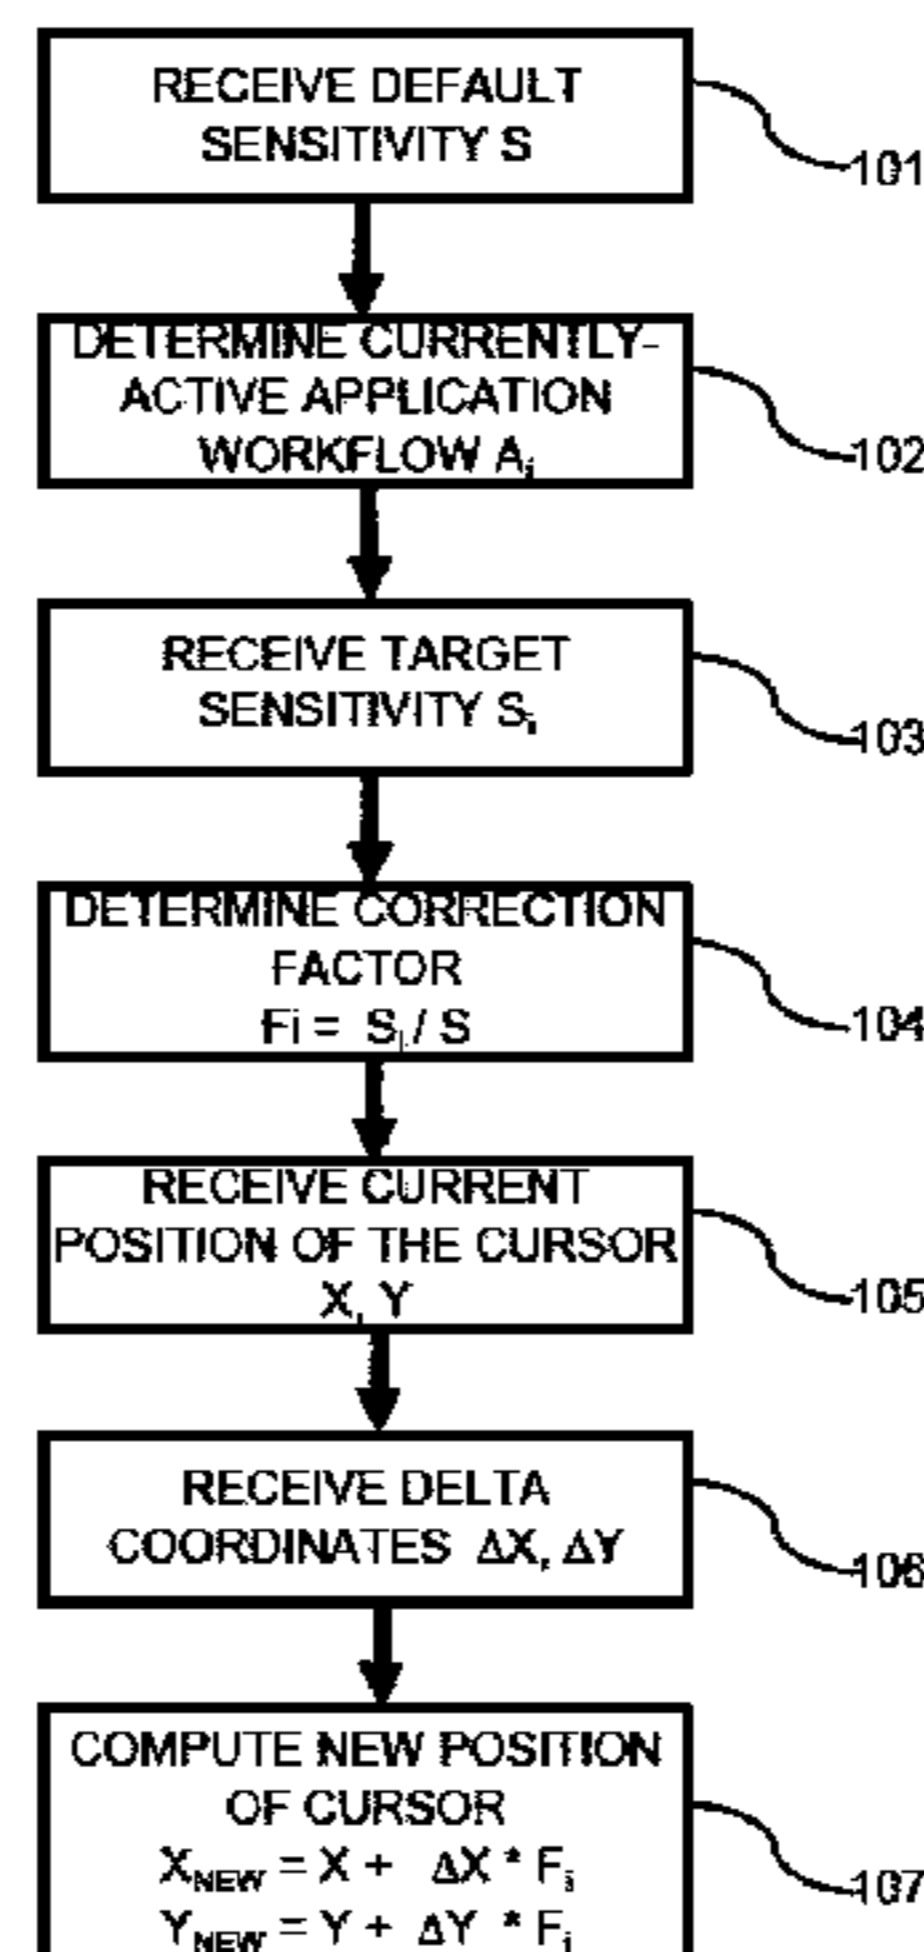 RECEIVE DEFAULT
SENSITIVITY S
101
DETERMINE CURRENTLY-
ACTIVE APPLICATION
WORKFLOW Ai
102
RECEIVE TARGET
SENSITIVITY Si
103
DETERMINE CORRECTION
FACTOR
Fi = Si / S
104
RECEIVE CURRENT
POSITION OF THE CURSOR
X, Y
105
RECEIVE DELTA
COORDINATES ΔX, ΔY
106
COMPUTE NEW POSITION
OF CURSOR
XNEW = X + ΔX * Fi
YNEW = Y + ΔY * Fi
107